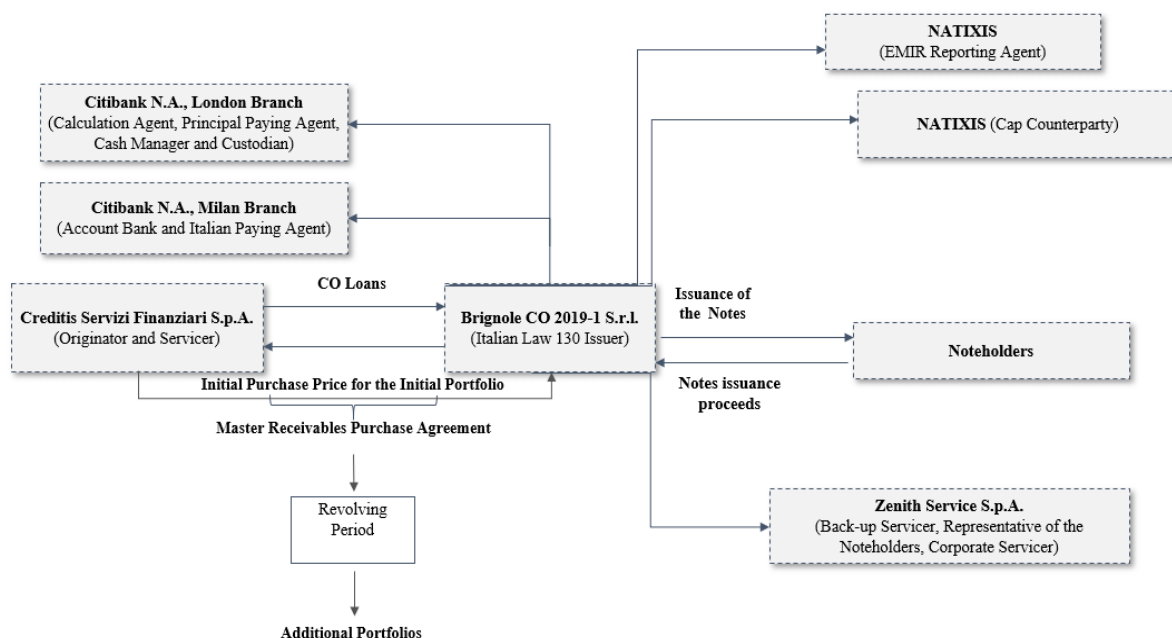 NATIXIS
(EMIR Reporting Agent)
Citibank N.A., London Branch
(Calculation Agent, Principal Paying Agent,
Cash Manager and Custodian)
NATIXIS (Cap Counterparty)
Citibank N.A., Milan Branch
(Account Bank and Italian Paying Agent)
CO Loans
Creditis Servizi Finanziari S.p.A.
(Originator and Servicer)
Brignole CO 2019-1 S.r.l.
(Italian Law 130 Issuer)
Issuance of
the Notes
Noteholders
Notes issuance
proceeds
Initial Purchase Price for the Initial Portfolio
Master Receivables Purchase Agreement
Revolving
Period
Zenith Service S.p.A.
(Back-up Servicer, Representative of the
Noteholders, Corporate Servicer)
Additional Portfolios